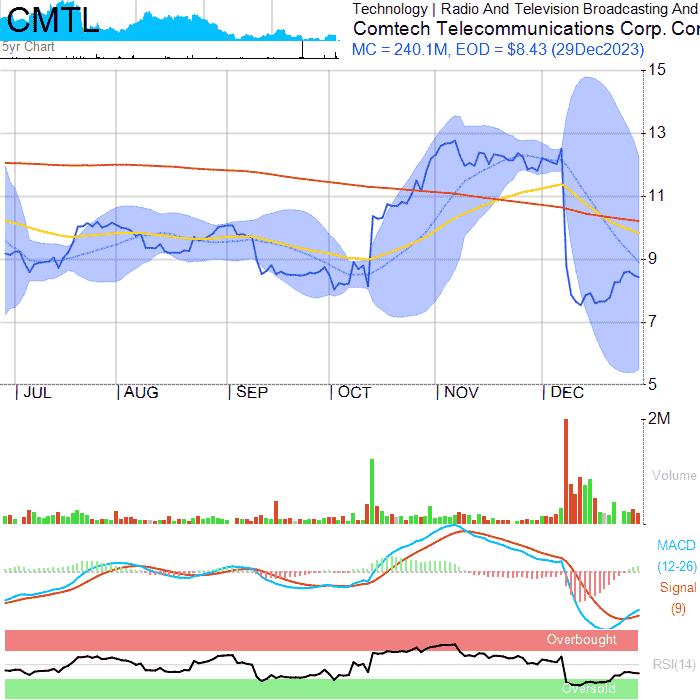 CMTL
5yr Chart
Technology | Radio And Television Broadcasting And
Comtech Telecommunications Corp. Cor
MC = 240.1M, EOD = $8.43 (29Dec2023)
15
13
11
9
7
5
JUL AUG SEP OCT NOV DEC
2M
Volume
MACD
(12-26)
Signal
(9)
Overbought
RSI(14)
Oversold